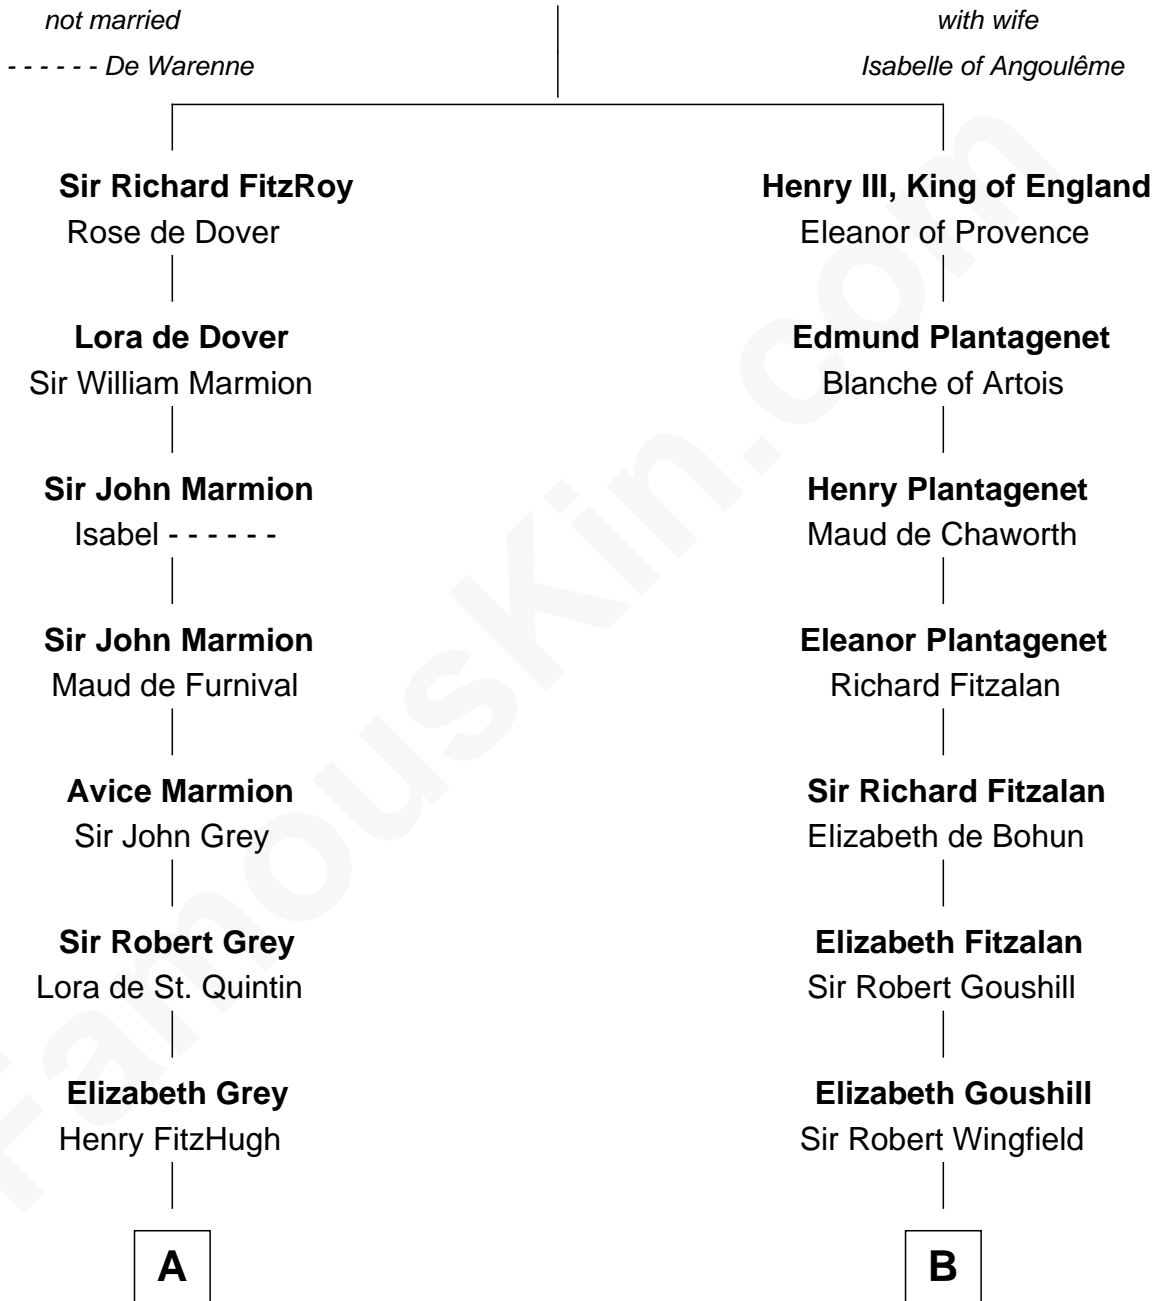 not married
with wife
- - - - - - De Warenne
Isabelle of Angoulême
Sir Richard FitzRoy
Henry III, King of England
Rose de Dover
Eleanor of Provence
Lora de Dover
Edmund Plantagenet
Sir William Marmion
Blanche of Artois
Sir John Marmion
Henry Plantagenet
Isabel - - - - - -
Maud de Chaworth
Sir John Marmion
Eleanor Plantagenet
Maud de Furnival
Richard Fitzalan
Avice Marmion
Sir Richard Fitzalan
Sir John Grey
Elizabeth de Bohun
Sir Robert Grey
Elizabeth Fitzalan
Lora de St. Quintin
Sir Robert Goushill
Elizabeth Grey
Elizabeth Goushill
Henry FitzHugh
Sir Robert Wingfield
A
B
FamousKin.com